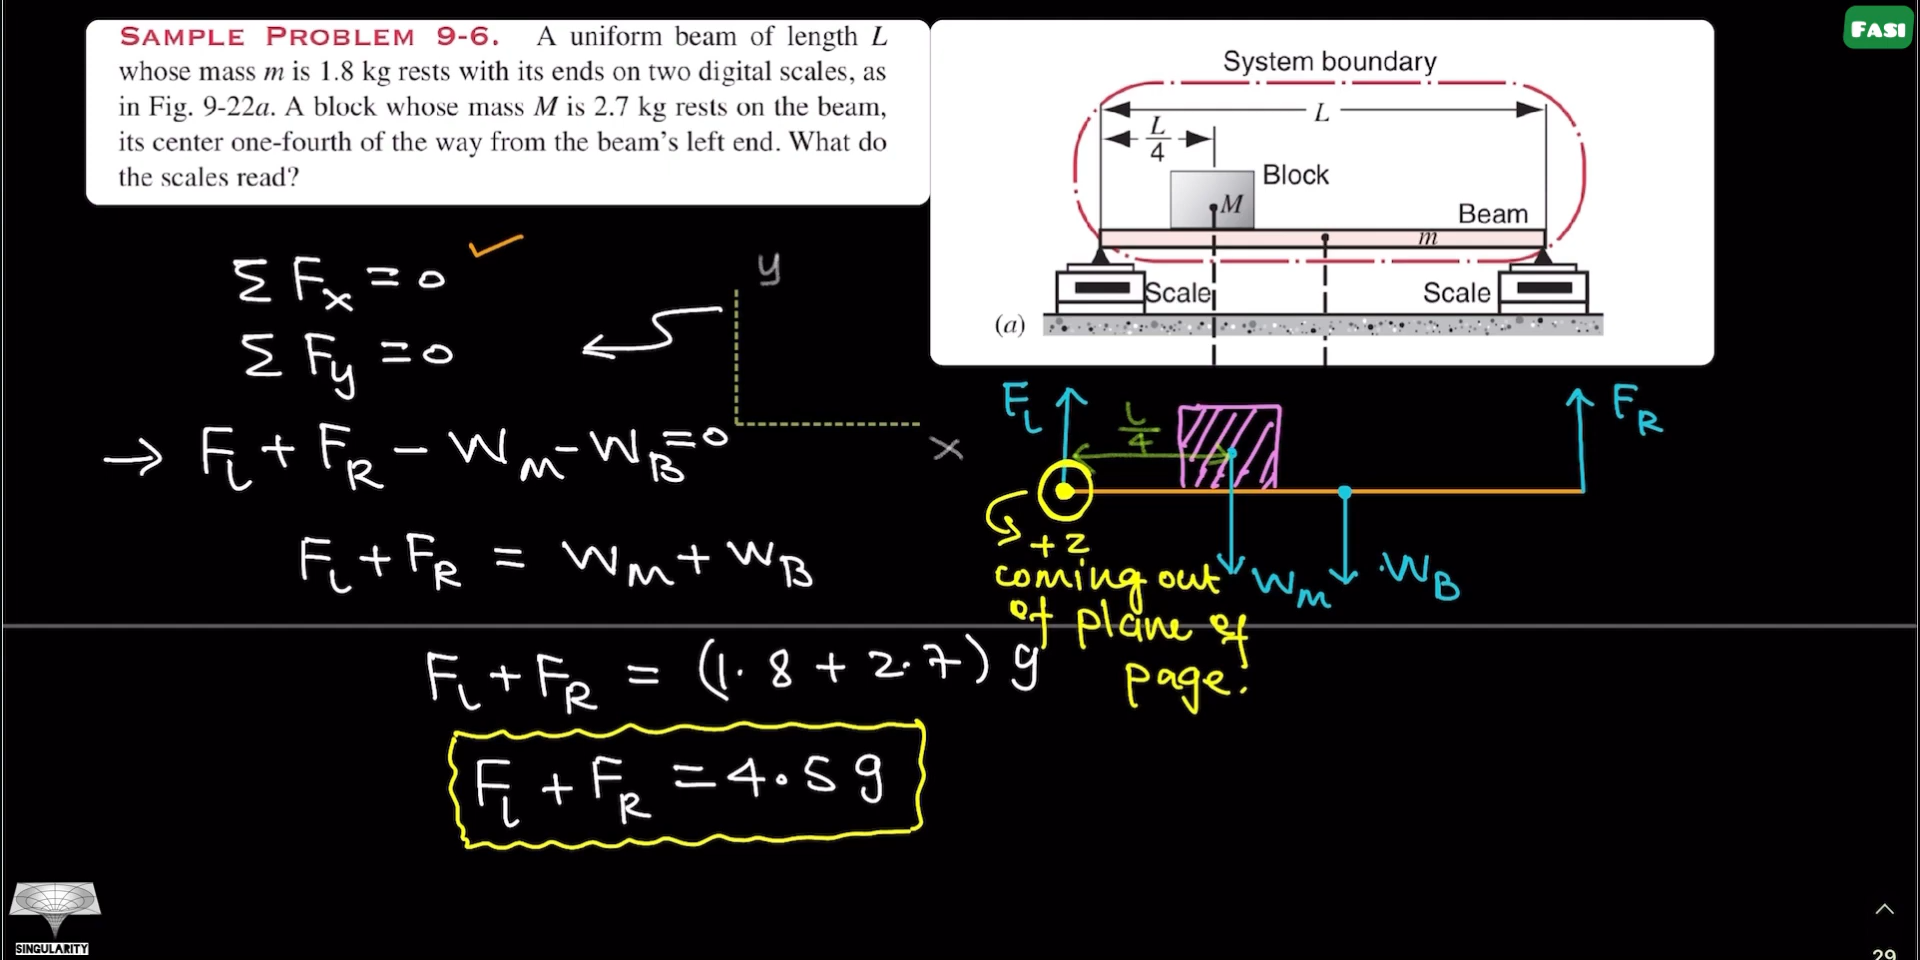 SAMPLE PROBLEM 9-6. A uniform beam of length L
whose mass m is 1.8 kg rests with its ends on two digital scales, as
in Fig. 9-22a. A block whose mass M is 2.7 kg rests on the beam,
its center one-fourth of the way from the beam's left end. What do
the scales read?
FASI
System boundary
L
L/4
Block
M
Beam
m
Scale
Scale
(a)
Σ Fx = 0
Σ Fy = 0
→ FL + FR - WM - WB = 0
FL + FR = WM + WB
FL + FR = (1.8 + 2.7) g
FL + FR = 4.5 g
y
x
FL
L/4
FR
+z
coming out
of plane of
page.
WM
WB
SINGULARITY
29